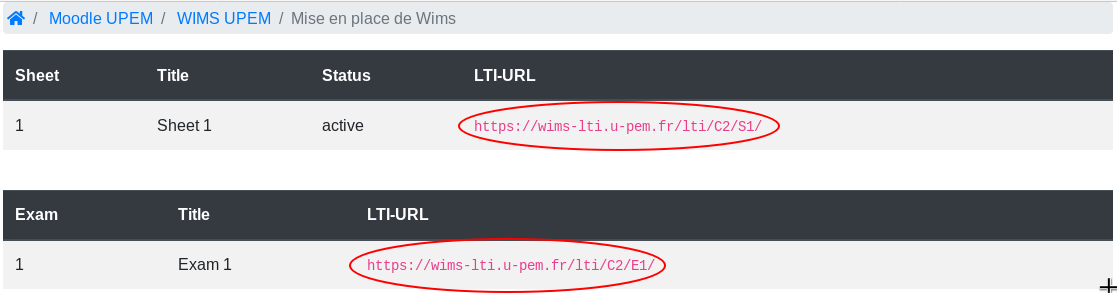 / Moodle UPEM / WIMS UPEM / Mise en place de Wims
Sheet Title Status LTI-URL
1 Sheet 1 active https://wims-lti.u-pem.fr/lti/C2/S1/
Exam Title LTI-URL
1 Exam 1 https://wims-lti.u-pem.fr/lti/C2/E1/